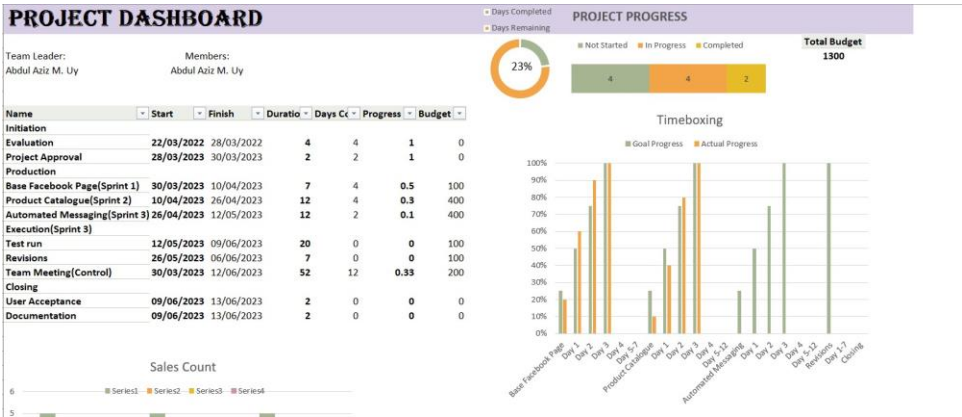 PROJECT DASHBOARD
Team Leader:
Abdul Aziz M. Uy
Members:
Abdul Aziz M. Uy
Days Completed
Days Remaining
23%
PROJECT PROGRESS
Not Started In Progress Completed
4 4 2
Total Budget
1300
Name Start Finish Duratio Days Cc Progress Budget
Initiation
Evaluation 22/03/2022 28/03/2022 4 4 1 0
Project Approval 28/03/2023 30/03/2023 2 2 1 0
Production
Base Facebook Page(Sprint 1) 30/03/2023 10/04/2023 7 4 0.5 100
Product Catalogue(Sprint 2) 10/04/2023 26/04/2023 12 4 0.3 400
Automated Messaging(Sprint 3) 26/04/2023 12/05/2023 12 2 0.1 400
Execution(Sprint 3)
Test run 12/05/2023 09/06/2023 20 0 0 100
Revisions 26/05/2023 06/06/2023 7 0 0 100
Team Meeting(Control) 30/03/2023 12/06/2023 52 12 0.33 200
Closing
User Acceptance 09/06/2023 13/06/2023 2 0 0 0
Documentation 09/06/2023 13/06/2023 2 0 0 0
Timeboxing
Goal Progress Actual Progress
100%
90%
80%
70%
60%
50%
40%
30%
20%
10%
0%
Base Facebook Page
Day 1
Day 2
Day 3
Day 4
Day 5-7
Product Catalogue
Day 1
Day 2
Day 3
Day 4
Day 5-12
Automated Messaging
Day 1
Day 2
Day 3
Day 4
Day 5-12
Revisions
Day 1-7
Closing
Sales Count
Series1 Series2 Series3 Series4
6
5